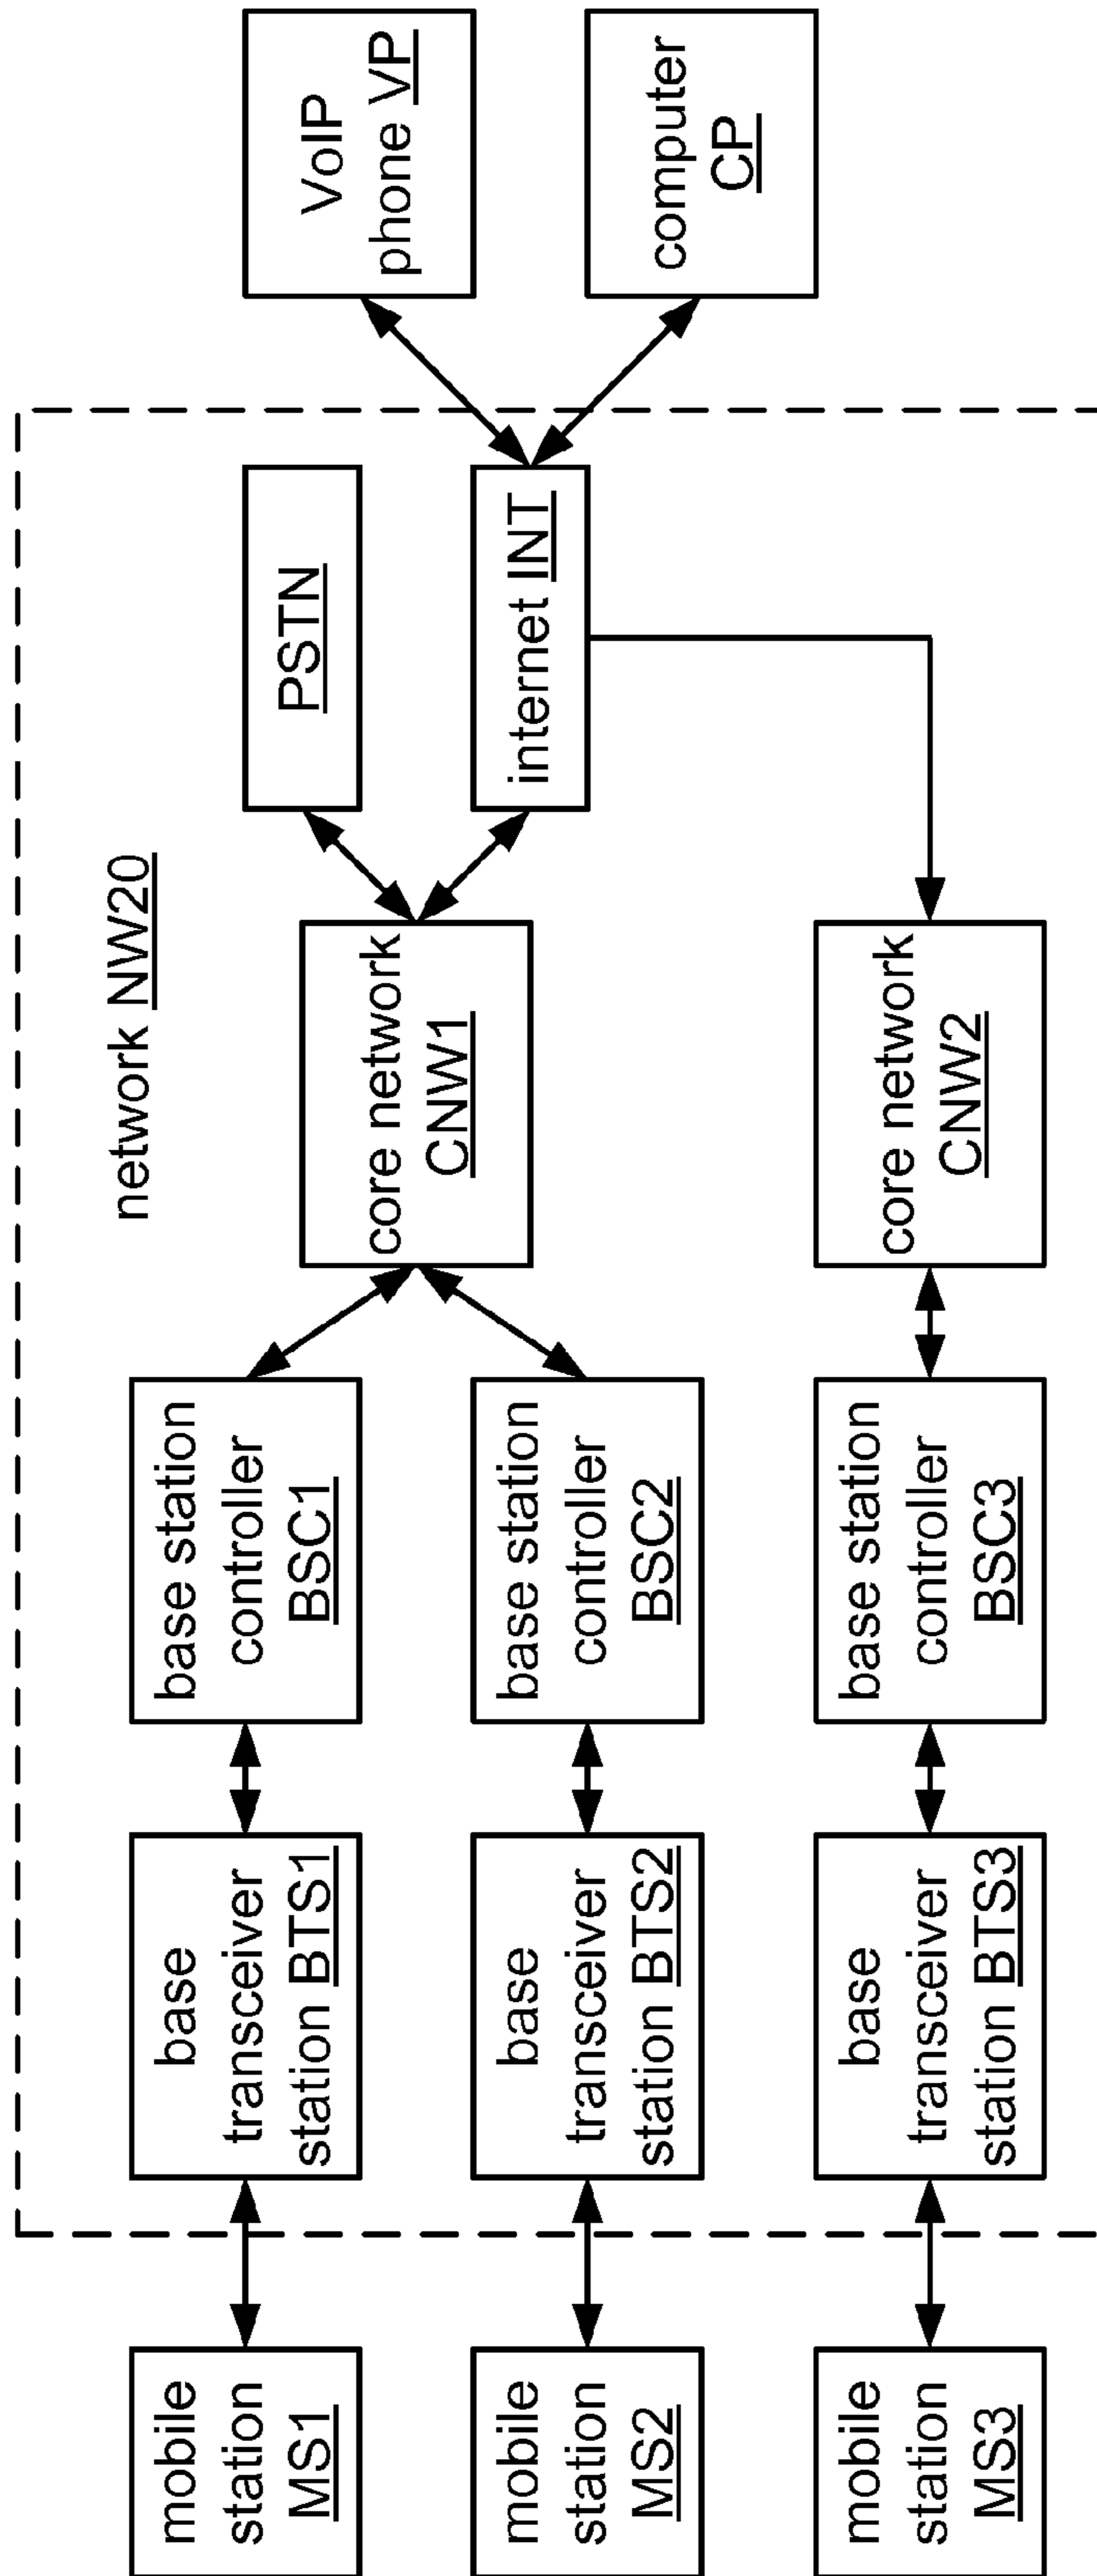 network NW20
mobile
station
MS1
base
transceiver
station BTS1
base station
controller
BSC1
core network
CNW1
PSTN
VoIP
phone VP
mobile
station
MS2
base
transceiver
station BTS2
base station
controller
BSC2
internet INT
computer
CP
mobile
station
MS3
base
transceiver
station BTS3
base station
controller
BSC3
core network
CNW2